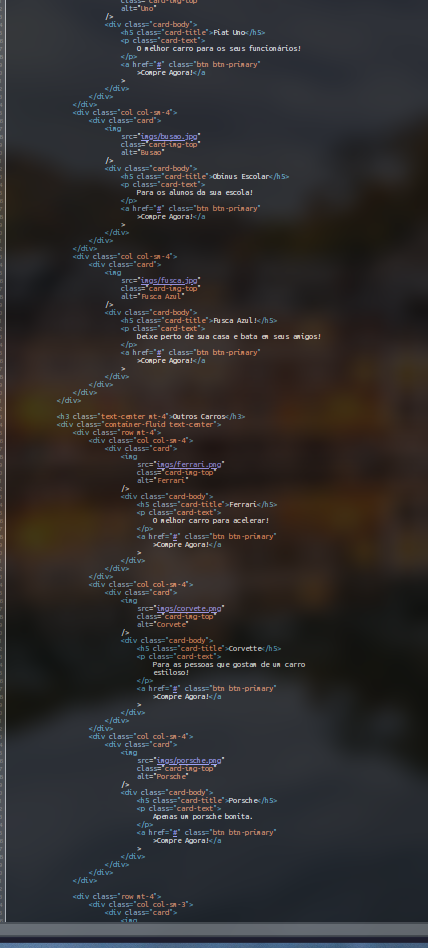 class="card-img-top"
alt="Uno"
/>
<div class="card-body">
<h5 class="card-title">Fiat Uno</h5>
<p class="card-text">
O melhor carro para os seus funcionários!
</p>
<a href="#" class="btn btn-primary"
>Compre Agora!</a
>
</div>
</div>
</div>
<div class="col col-sm-4">
<div class="card">
<img
src="imgs/busao.jpg"
class="card-img-top"
alt="Busao"
/>
<div class="card-body">
<h5 class="card-title">Obinus Escolar</h5>
<p class="card-text">
Para os alunos da sua escola!
</p>
<a href="#" class="btn btn-primary"
>Compre Agora!</a
>
</div>
</div>
</div>
<div class="col col-sm-4">
<div class="card">
<img
src="imgs/fusca.jpg"
class="card-img-top"
alt="Fusca Azul"
/>
<div class="card-body">
<h5 class="card-title">Fusca Azul!</h5>
<p class="card-text">
Deixe perto de sua casa e bata em seus amigos!
</p>
<a href="#" class="btn btn-primary"
>Compre Agora!</a
>
</div>
</div>
</div>
</div>
<h3 class="text-center mt-4">Outros Carros</h3>
<div class="container-fluid text-center">
<div class="row mt-4">
<div class="col col-sm-4">
<div class="card">
<img
src="imgs/ferrari.png"
class="card-img-top"
alt="Ferrari"
/>
<div class="card-body">
<h5 class="card-title">Ferrari</h5>
<p class="card-text">
O melhor carro para acelerar!
</p>
<a href="#" class="btn btn-primary"
>Compre Agora!</a
>
</div>
</div>
</div>
<div class="col col-sm-4">
<div class="card">
<img
src="imgs/corvete.png"
class="card-img-top"
alt="Corvete"
/>
<div class="card-body">
<h5 class="card-title">Corvette</h5>
<p class="card-text">
Para as pessoas que gostam de um carro
estiloso!
</p>
<a href="#" class="btn btn-primary"
>Compre Agora!</a
>
</div>
</div>
</div>
<div class="col col-sm-4">
<div class="card">
<img
src="imgs/porsche.png"
class="card-img-top"
alt="Porsche"
/>
<div class="card-body">
<h5 class="card-title">Porsche</h5>
<p class="card-text">
Apenas um porsche bonita.
</p>
<a href="#" class="btn btn-primary"
>Compre Agora!</a
>
</div>
</div>
</div>
</div>
<div class="row mt-4">
<div class="col col-sm-3">
<div class="card">
<img